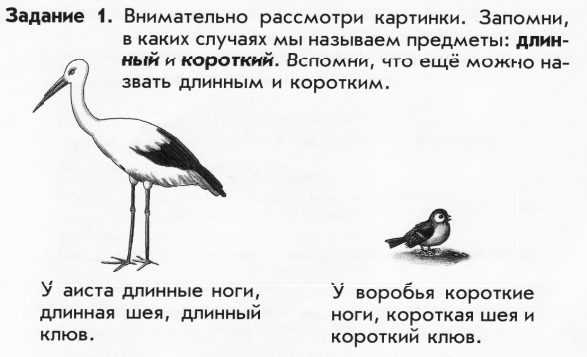 Задание 1. Внимательно рассмотри картинки. Запомни,
в каких случаях мы называем предметы: длин-
ный и короткий. Вспомни, что ещё можно на-
звать длинным и коротким.
У аиста длинные ноги,
длинная шея, длинный
клюв.
У воробья короткие
ноги, короткая шея и
короткий клюв.